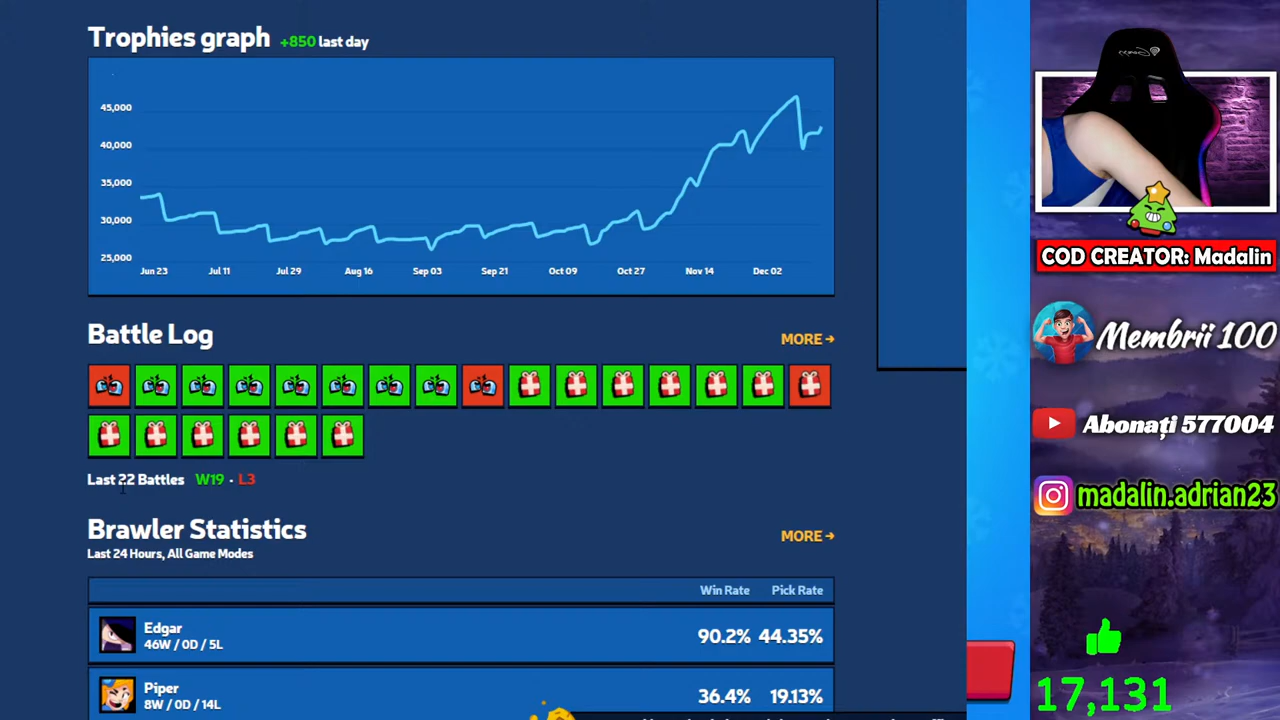 Trophies graph +850 last day
45,000
40,000
35,000
30,000
25,000
Jun 23 Jul 11 Jul 29 Aug 16 Sep 03 Sep 21 Oct 09 Oct 27 Nov 14 Dec 02
Battle Log MORE →
Last 22 Battles W19 · L3
Brawler Statistics MORE →
Last 24 Hours, All Game Modes
Win Rate Pick Rate
Edgar
46W / 0D / 5L 90.2% 44.35%
Piper
8W / 0D / 14L 36.4% 19.13%
COD CREATOR: Madalin
Membrii 100
Abonați 577004
madalin.adrian23
17,131